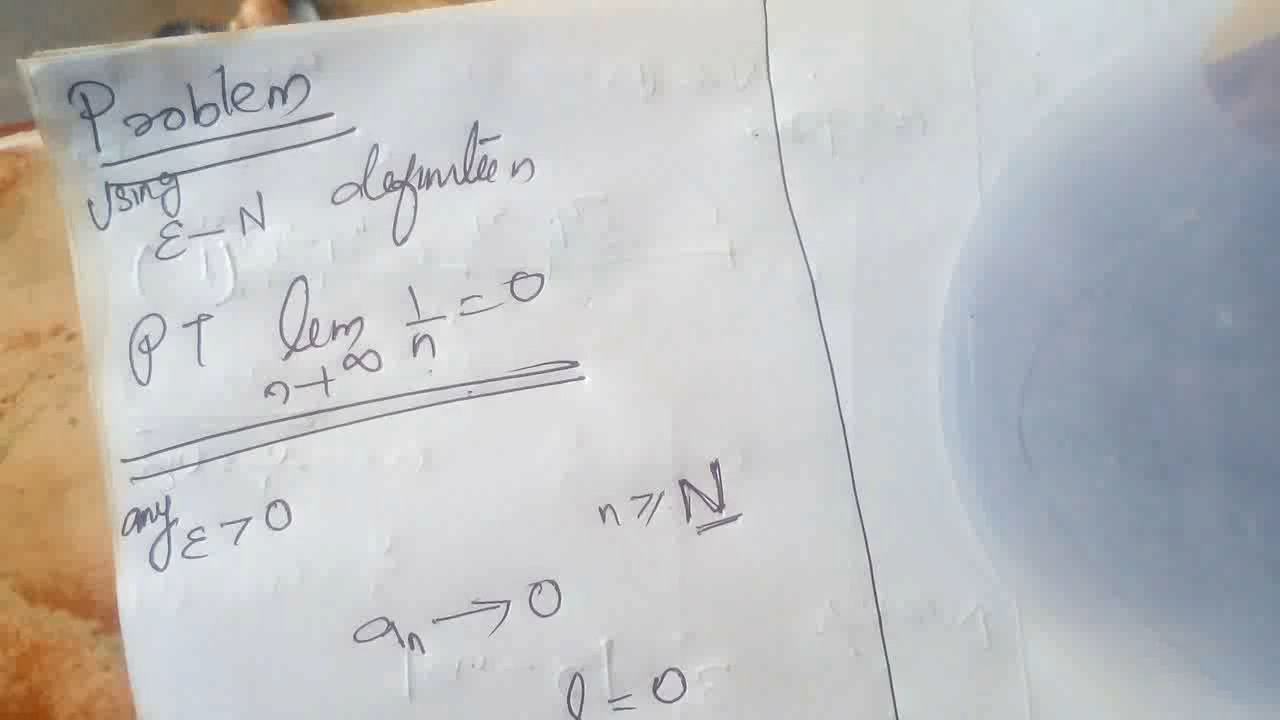 Problem
Using
ε-N definition
PT lim 1/n = 0
n→∞
any ε > 0
n ≥ N
an → 0
l = 0